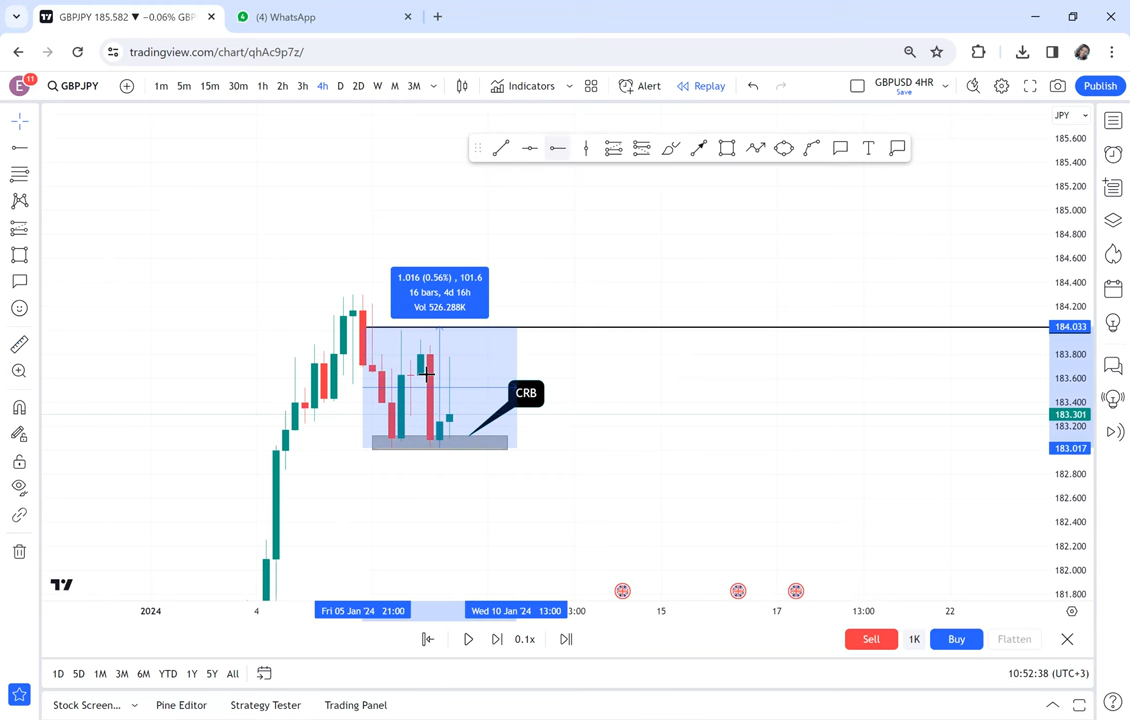 GBPJPY 185.582 ▼ −0.06% GBP
(4) WhatsApp
tradingview.com/chart/qhAc9p7z/
E 11 GBPJPY 1m 5m 15m 30m 1h 2h 3h 4h D 2D W M 3M Indicators Alert Replay GBPUSD 4HR Save Publish
JPY
185.600
185.400
185.200
185.000
184.800
184.600
184.400
184.200
184.033
183.800
183.600
183.400
183.301
183.200
183.017
182.800
182.600
182.400
182.200
182.000
181.800
1.016 (0.56%) , 101.6
16 bars, 4d 16h
Vol 526.288K
CRB
2024 4 Fri 05 Jan '24 21:00 Wed 10 Jan '24 13:00 3:00 15 17 13:00 22
0.1x Sell 1K Buy Flatten
1D 5D 1M 3M 6M YTD 1Y 5Y All 10:52:38 (UTC+3)
Stock Screen... Pine Editor Strategy Tester Trading Panel